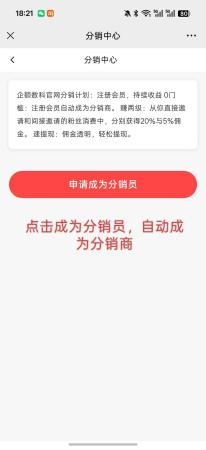 18:21
分销中心
分销中心
企额数科官网分销计划：注册会员，持续收益 0门
槛：注册会员自动成为分销商。 赚两级：从你直接邀
请和间接邀请的粉丝消费中，分别获得20%与5%佣
金。 速提现：佣金透明，轻松提现。
申请成为分销员
点击成为分销员，自动成
为分销商